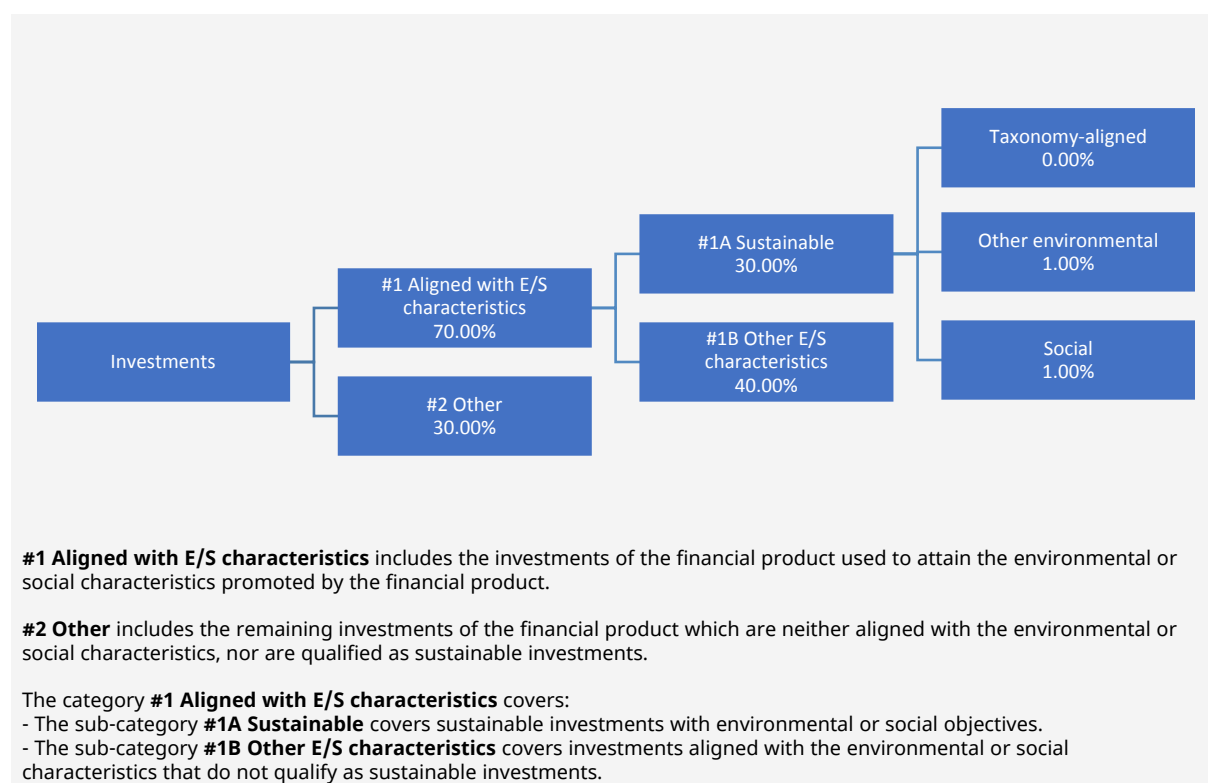 Investments
#1 Aligned with E/S
characteristics
70.00%
#2 Other
30.00%
#1A Sustainable
30.00%
#1B Other E/S
characteristics
40.00%
Taxonomy-aligned
0.00%
Other environmental
1.00%
Social
1.00%
#1 Aligned with E/S characteristics includes the investments of the financial product used to attain the environmental or
social characteristics promoted by the financial product.
#2 Other includes the remaining investments of the financial product which are neither aligned with the environmental or
social characteristics, nor are qualified as sustainable investments.
The category #1 Aligned with E/S characteristics covers:
- The sub-category #1A Sustainable covers sustainable investments with environmental or social objectives.
- The sub-category #1B Other E/S characteristics covers investments aligned with the environmental or social
characteristics that do not qualify as sustainable investments.